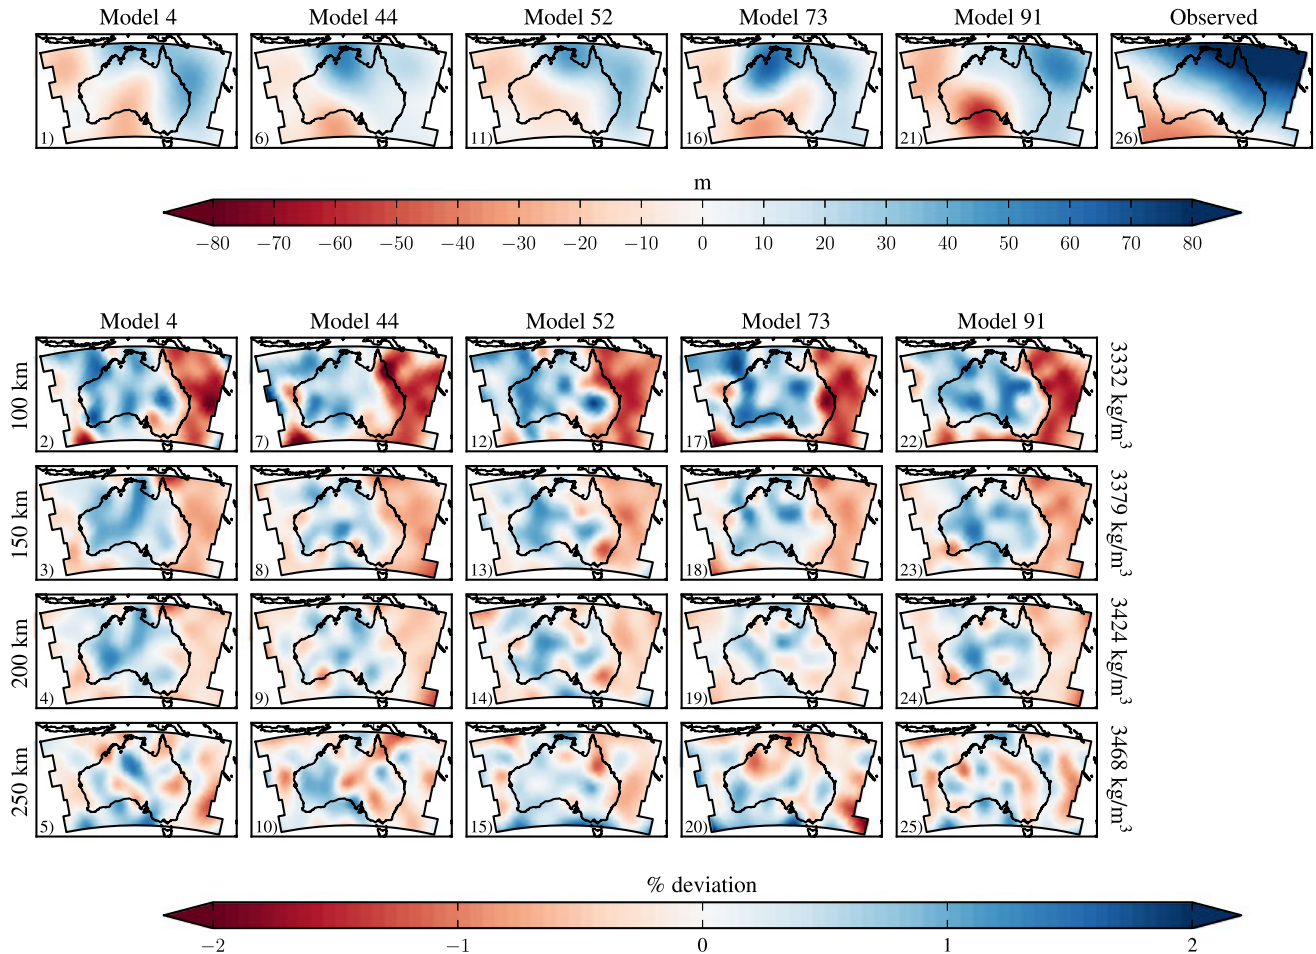 Model 4 Model 44 Model 52 Model 73 Model 91 Observed
1) 6) 11) 16) 21) 26)
m
−80 −70 −60 −50 −40 −30 −20 −10 0 10 20 30 40 50 60 70 80
Model 4 Model 44 Model 52 Model 73 Model 91
100 km 2) 7) 12) 17) 22) 3332 kg/m³
150 km 3) 8) 13) 18) 23) 3379 kg/m³
200 km 4) 9) 14) 19) 24) 3424 kg/m³
250 km 5) 10) 15) 20) 25) 3468 kg/m³
% deviation
−2 −1 0 1 2